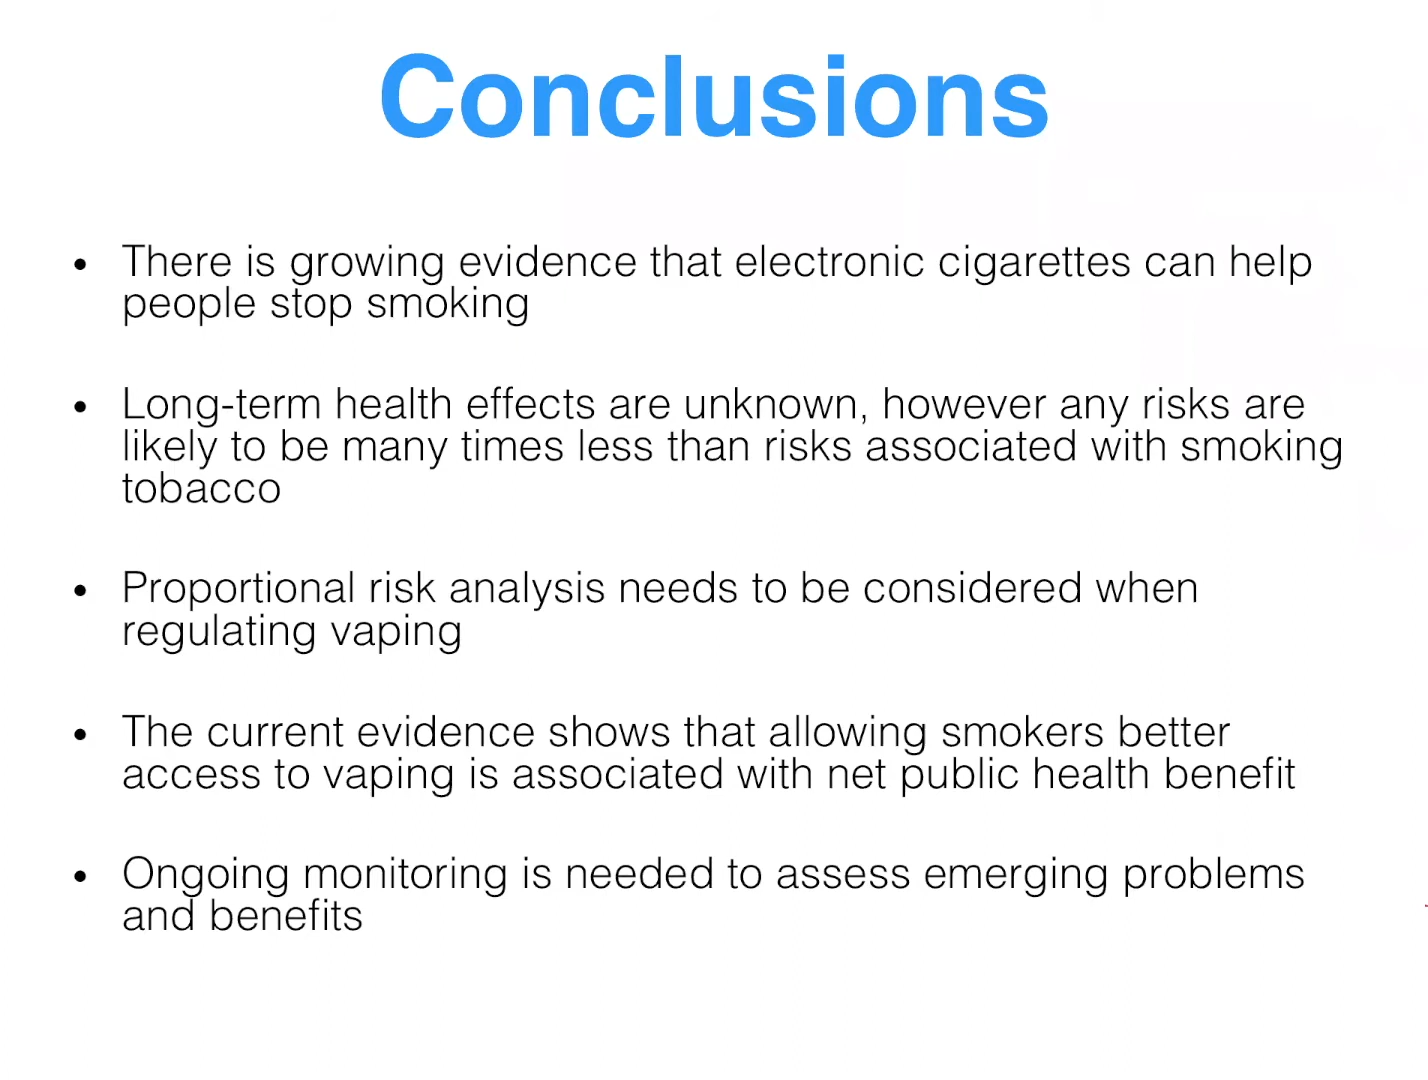 Conclusions
• There is growing evidence that electronic cigarettes can help
people stop smoking
• Long-term health effects are unknown, however any risks are
likely to be many times less than risks associated with smoking
tobacco
• Proportional risk analysis needs to be considered when
regulating vaping
• The current evidence shows that allowing smokers better
access to vaping is associated with net public health benefit
• Ongoing monitoring is needed to assess emerging problems
and benefits